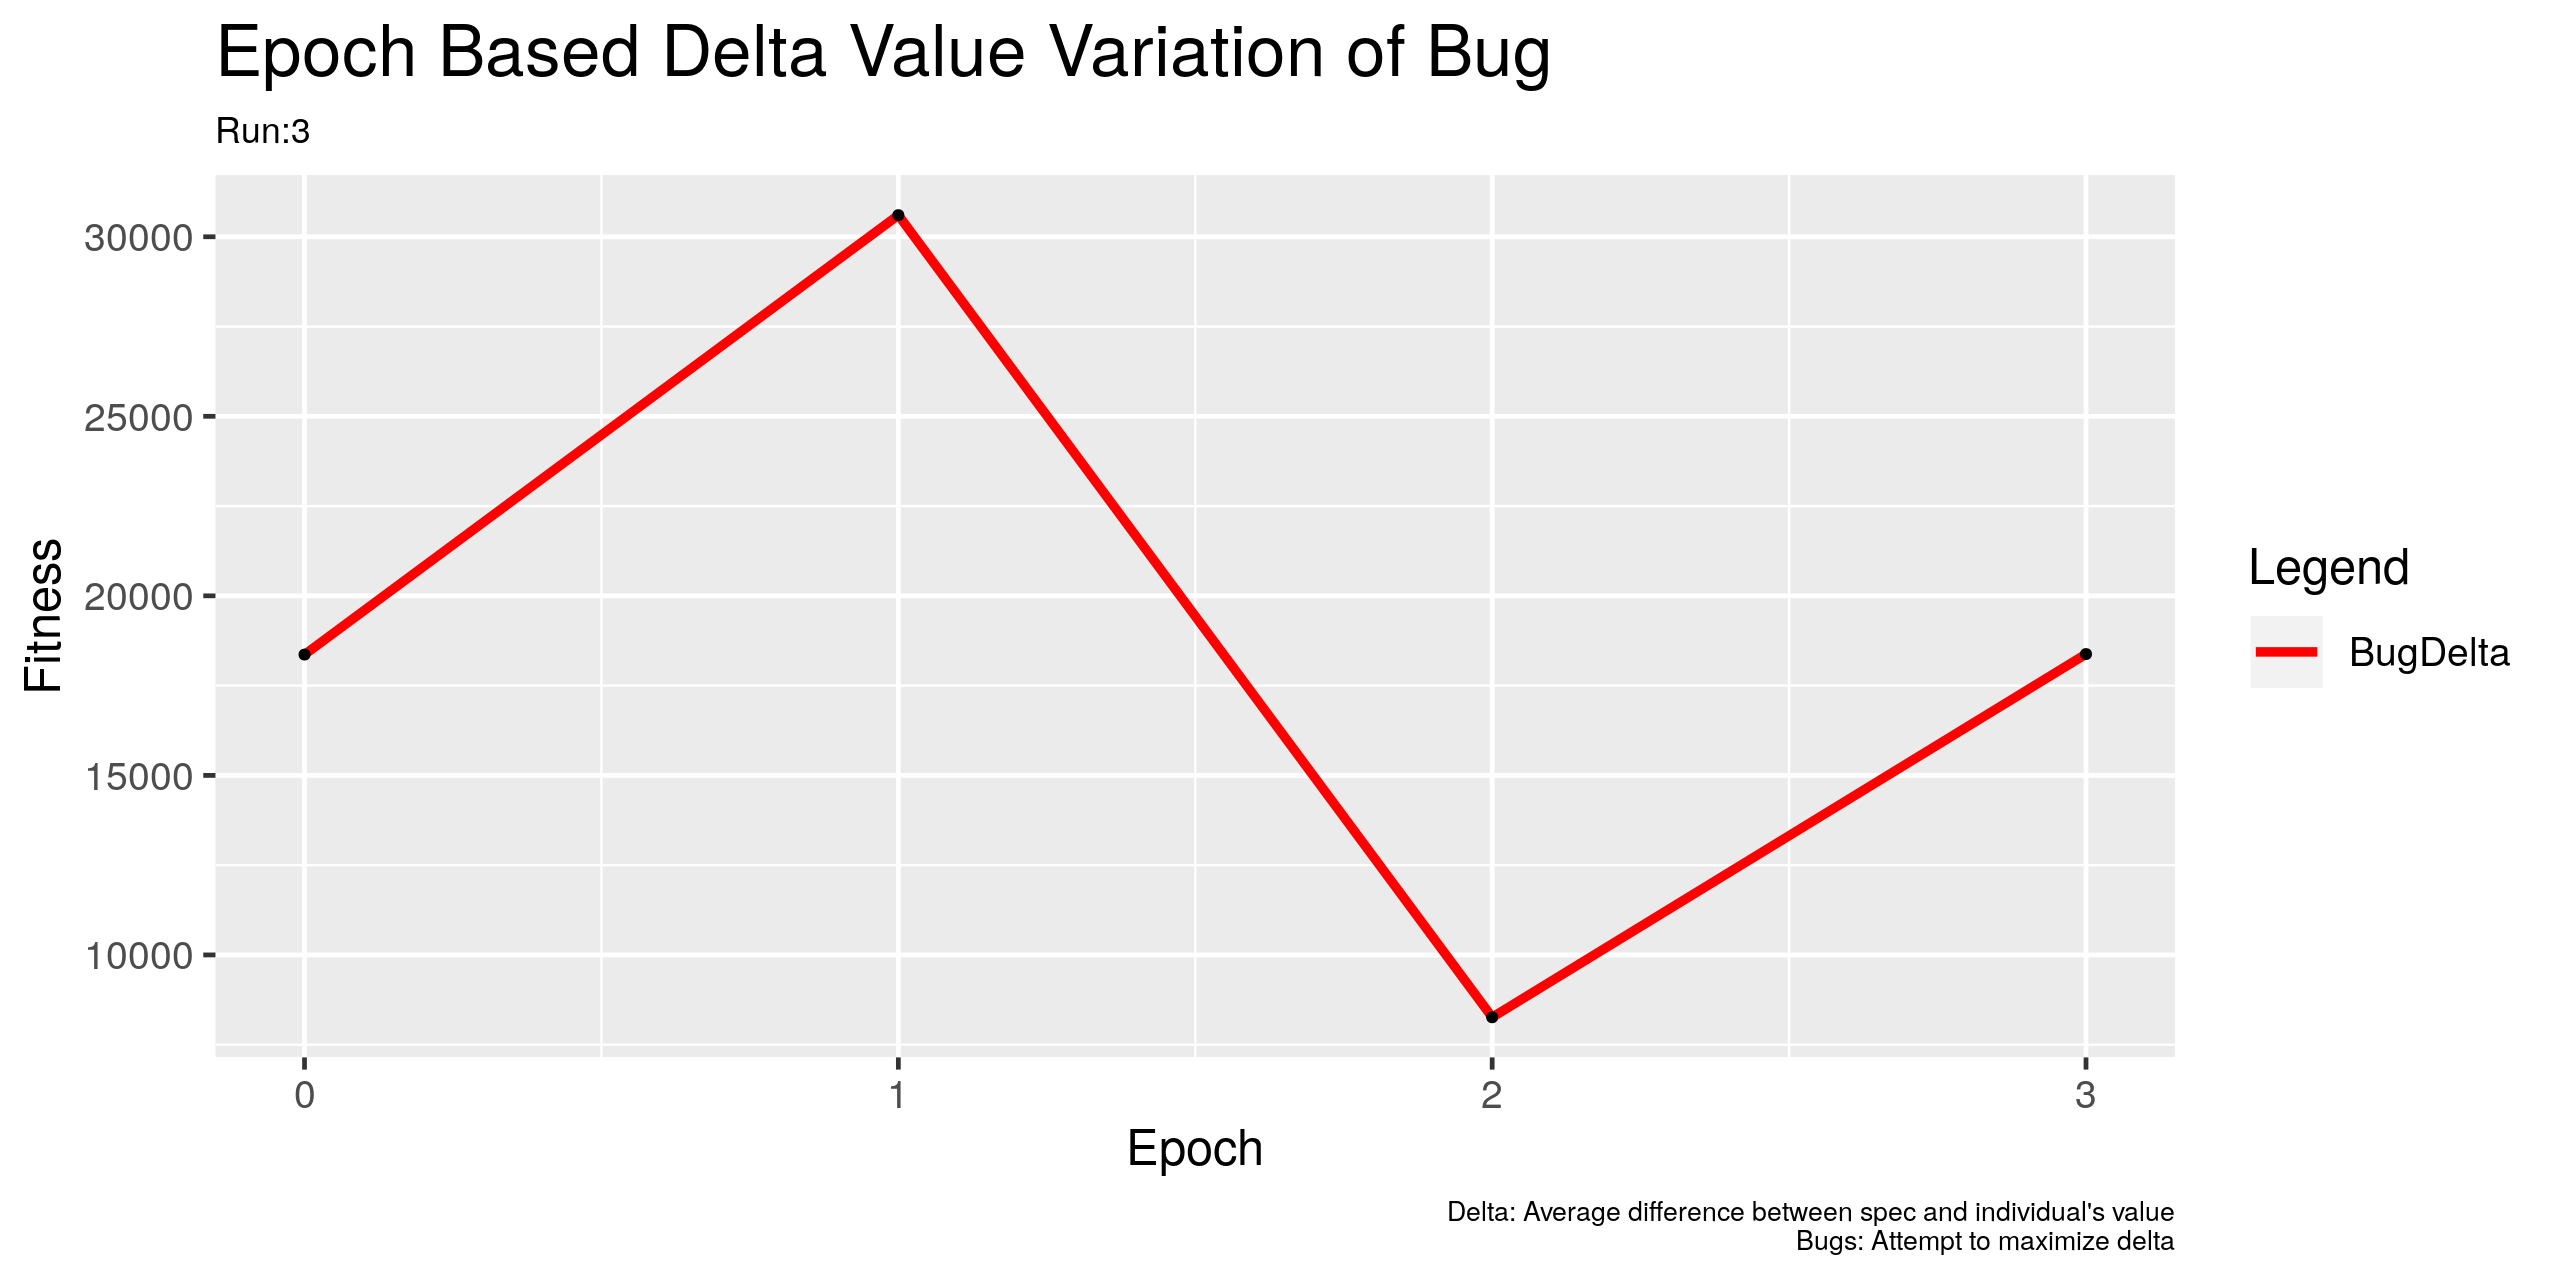 Epoch Based Delta Value Variation of Bug
Run:3
30000
25000
20000
15000
10000
Fitness
0 1 2 3
Epoch
Legend
BugDelta
Delta: Average difference between spec and individual's value
Bugs: Attempt to maximize delta